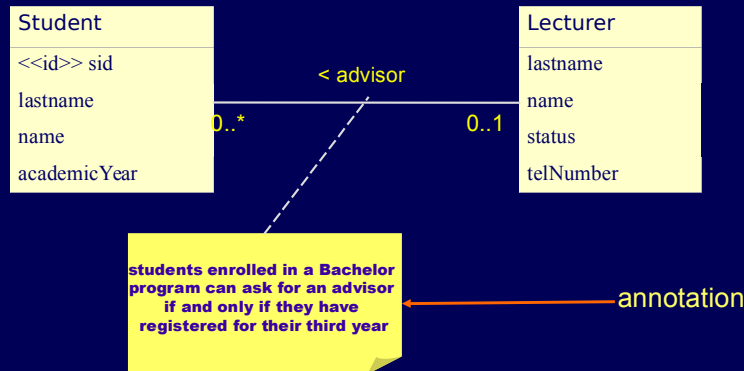 Student
<<id>> sid
lastname
name
academicYear
< advisor
0..*
0..1
Lecturer
lastname
name
status
telNumber
students enrolled in a Bachelor
program can ask for an advisor
if and only if they have
registered for their third year
annotation